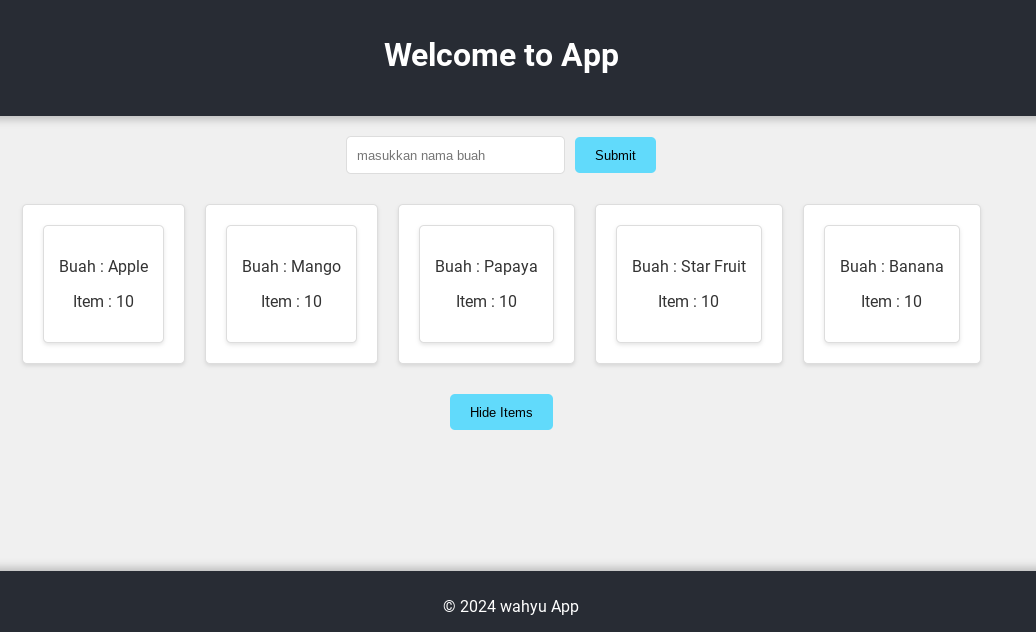 Welcome to App
masukkan nama buah
Submit
Buah : Apple
Item : 10
Buah : Mango
Item : 10
Buah : Papaya
Item : 10
Buah : Star Fruit
Item : 10
Buah : Banana
Item : 10
Hide Items
© 2024 wahyu App